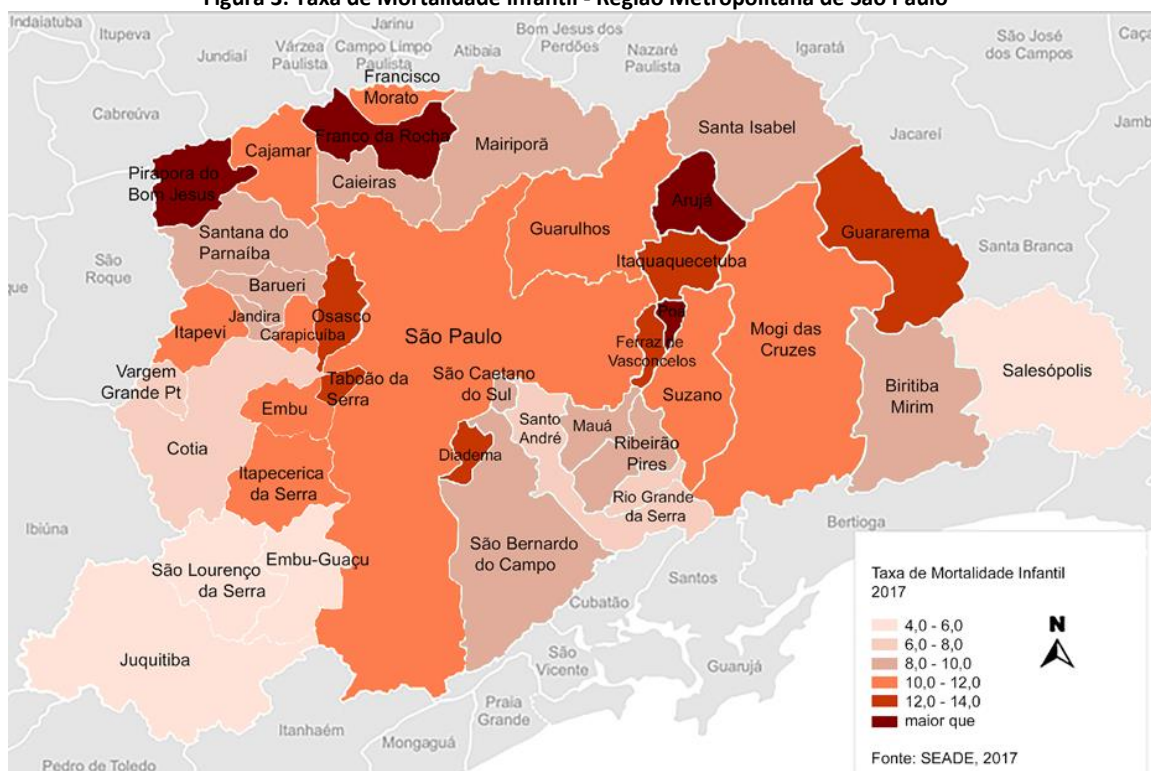 Figura 3: Taxa de Mortalidade Infantil - Região Metropolitana de São Paulo
Indaiatuba
Itupeva
Jundiaí
Várzea
Paulista
Jarinu
Campo Limpo
Paulista
Atibaia
Bom Jesus dos
Perdões
Nazaré
Paulista
Igaratá
São José
dos Campos
Caça
Cabreúva
Francisco
Morato
Franco da Rocha
Cajamar
Mairiporã
Santa Isabel
Jacareí
Jamb
Pirapora do
Bom Jesus
Caieiras
Arujá
Guarulhos
Guararema
Santa Branca
Santana do
Parnaíba
São
Roque
que
Itaquaquecetuba
Barueri
Jandira
Itapevi
Carapicuíba
Osasco
São Paulo
Poá
Ferraz de
Vasconcelos
Mogi das
Cruzes
Salesópolis
Vargem
Grande Pt
Taboão da
Serra
São Caetano
do Sul
Suzano
Biritiba
Mirim
Embu
Santo
André
Mauá
Ribeirão
Pires
Cotia
Diadema
Itapecerica
da Serra
Rio Grande
da Serra
Ibiúna
Bertioga
São Lourenço
da Serra
Embu-Guaçu
São Bernardo
do Campo
Santos
Cubatão
Juquitiba
São
Vicente
Guarujá
Praia
Grande
Itanhaém
Mongaguá
Pedro de Toledo
Taxa de Mortalidade Infantil
2017
4,0 - 6,0
6,0 - 8,0
8,0 - 10,0
10,0 - 12,0
12,0 - 14,0
maior que
N
Fonte: SEADE, 2017